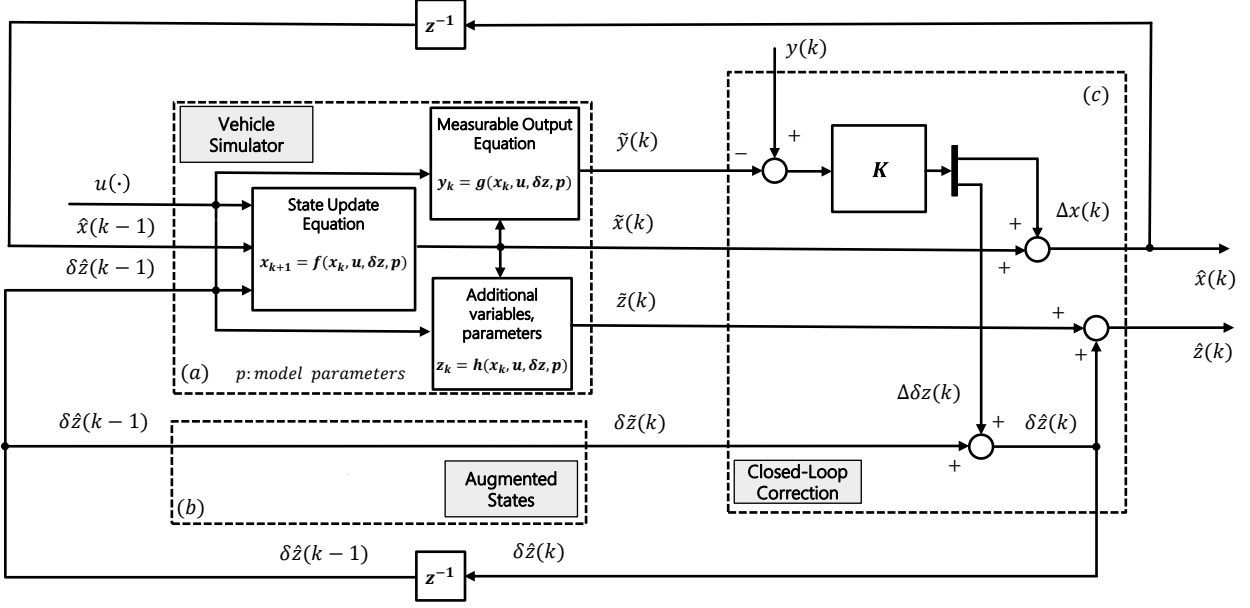 z⁻¹
y(k)
(c)
Vehicle
Simulator
Measurable Output
Equation
y_k = g(x_k, u, δz, p)
ỹ(k)
−
+
K
u(·)
State Update
Equation
x_{k+1} = f(x_k, u, δz, p)
x̂(k−1)
x̃(k)
Δx(k)
+
+
x̂(k)
δẑ(k−1)
Additional
variables,
parameters
z_k = h(x_k, u, δz, p)
z̃(k)
+
+
ẑ(k)
(a)
p: model parameters
Δδz(k)
δẑ(k−1)
δz̃(k)
+
+
δẑ(k)
Augmented
States
(b)
Closed-Loop
Correction
δẑ(k−1)
z⁻¹
δẑ(k)